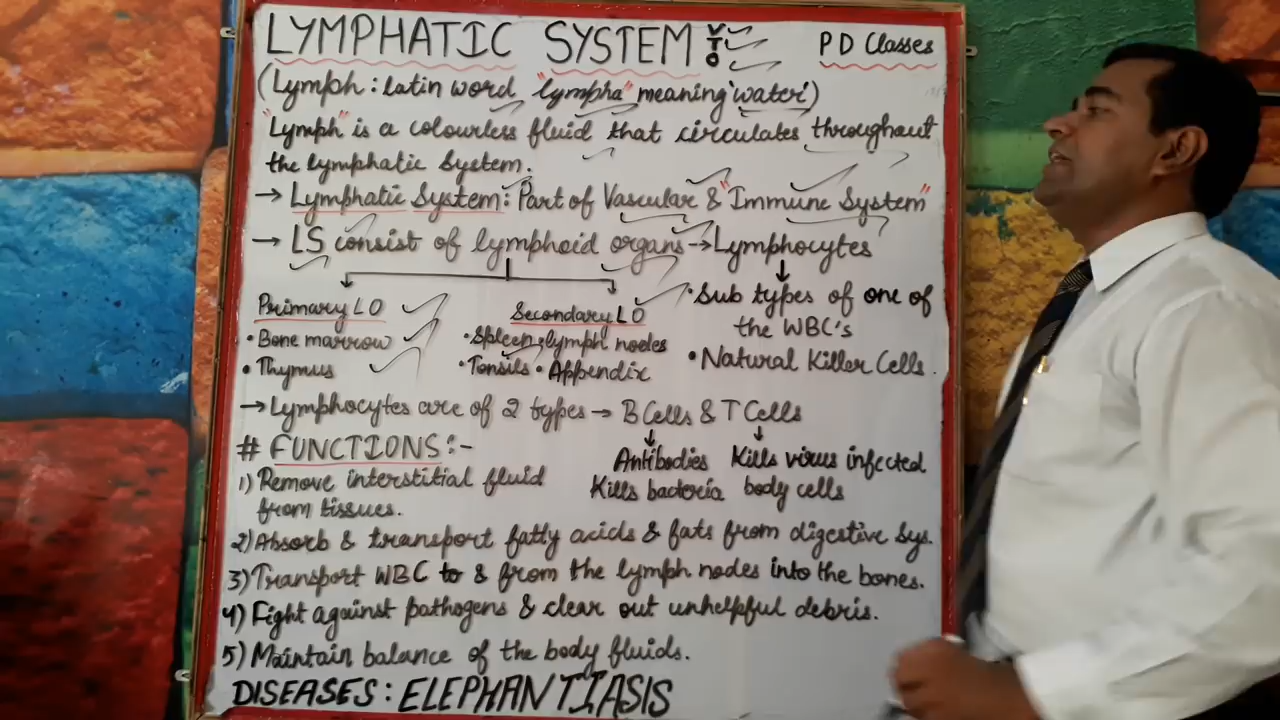 LYMPHATIC SYSTEM
P D Classes
(Lymph : latin word "lympha" meaning 'water')
"Lymph" is a colourless fluid that circulates throughout
the lymphatic System.
→ Lymphatic System: Part of Vascular & "Immune System"
→ LS consist of lymphoid organs → Lymphocytes
Primary LO
• Bone marrow
• Thymus
Secondary LO
• Spleen • lymph nodes
• Tonsils • Appendix
• Sub types of one of
the WBC's
• Natural Killer Cells.
→ Lymphocytes are of 2 types → B Cells & T Cells
Antibodies
Kills bacteria
Kills virus infected
body cells
# FUNCTIONS:-
1) Remove interstitial fluid
from tissues.
2) Absorb & transport fatty acids & fats from digestive Sys.
3) Transport WBC to & from the lymph nodes into the bones.
4) Fight against pathogens & clear out unhelpful debris.
5) Maintain balance of the body fluids.
DISEASES: ELEPHANTIASIS